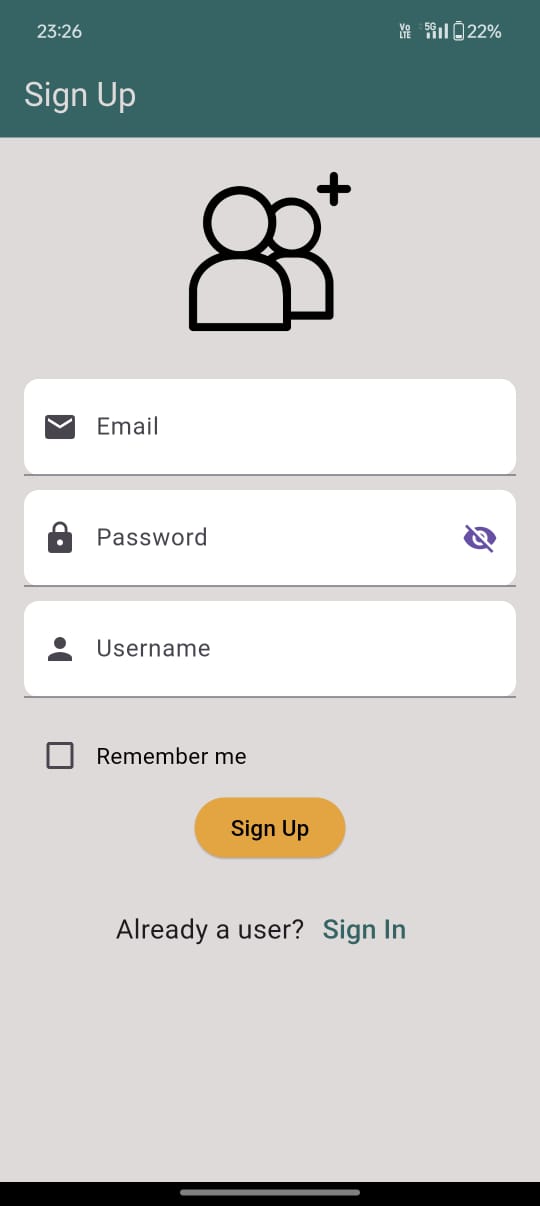 23:26
Vo LTE 5G 22%
Sign Up
Email
Password
Username
Remember me
Sign Up
Already a user? Sign In